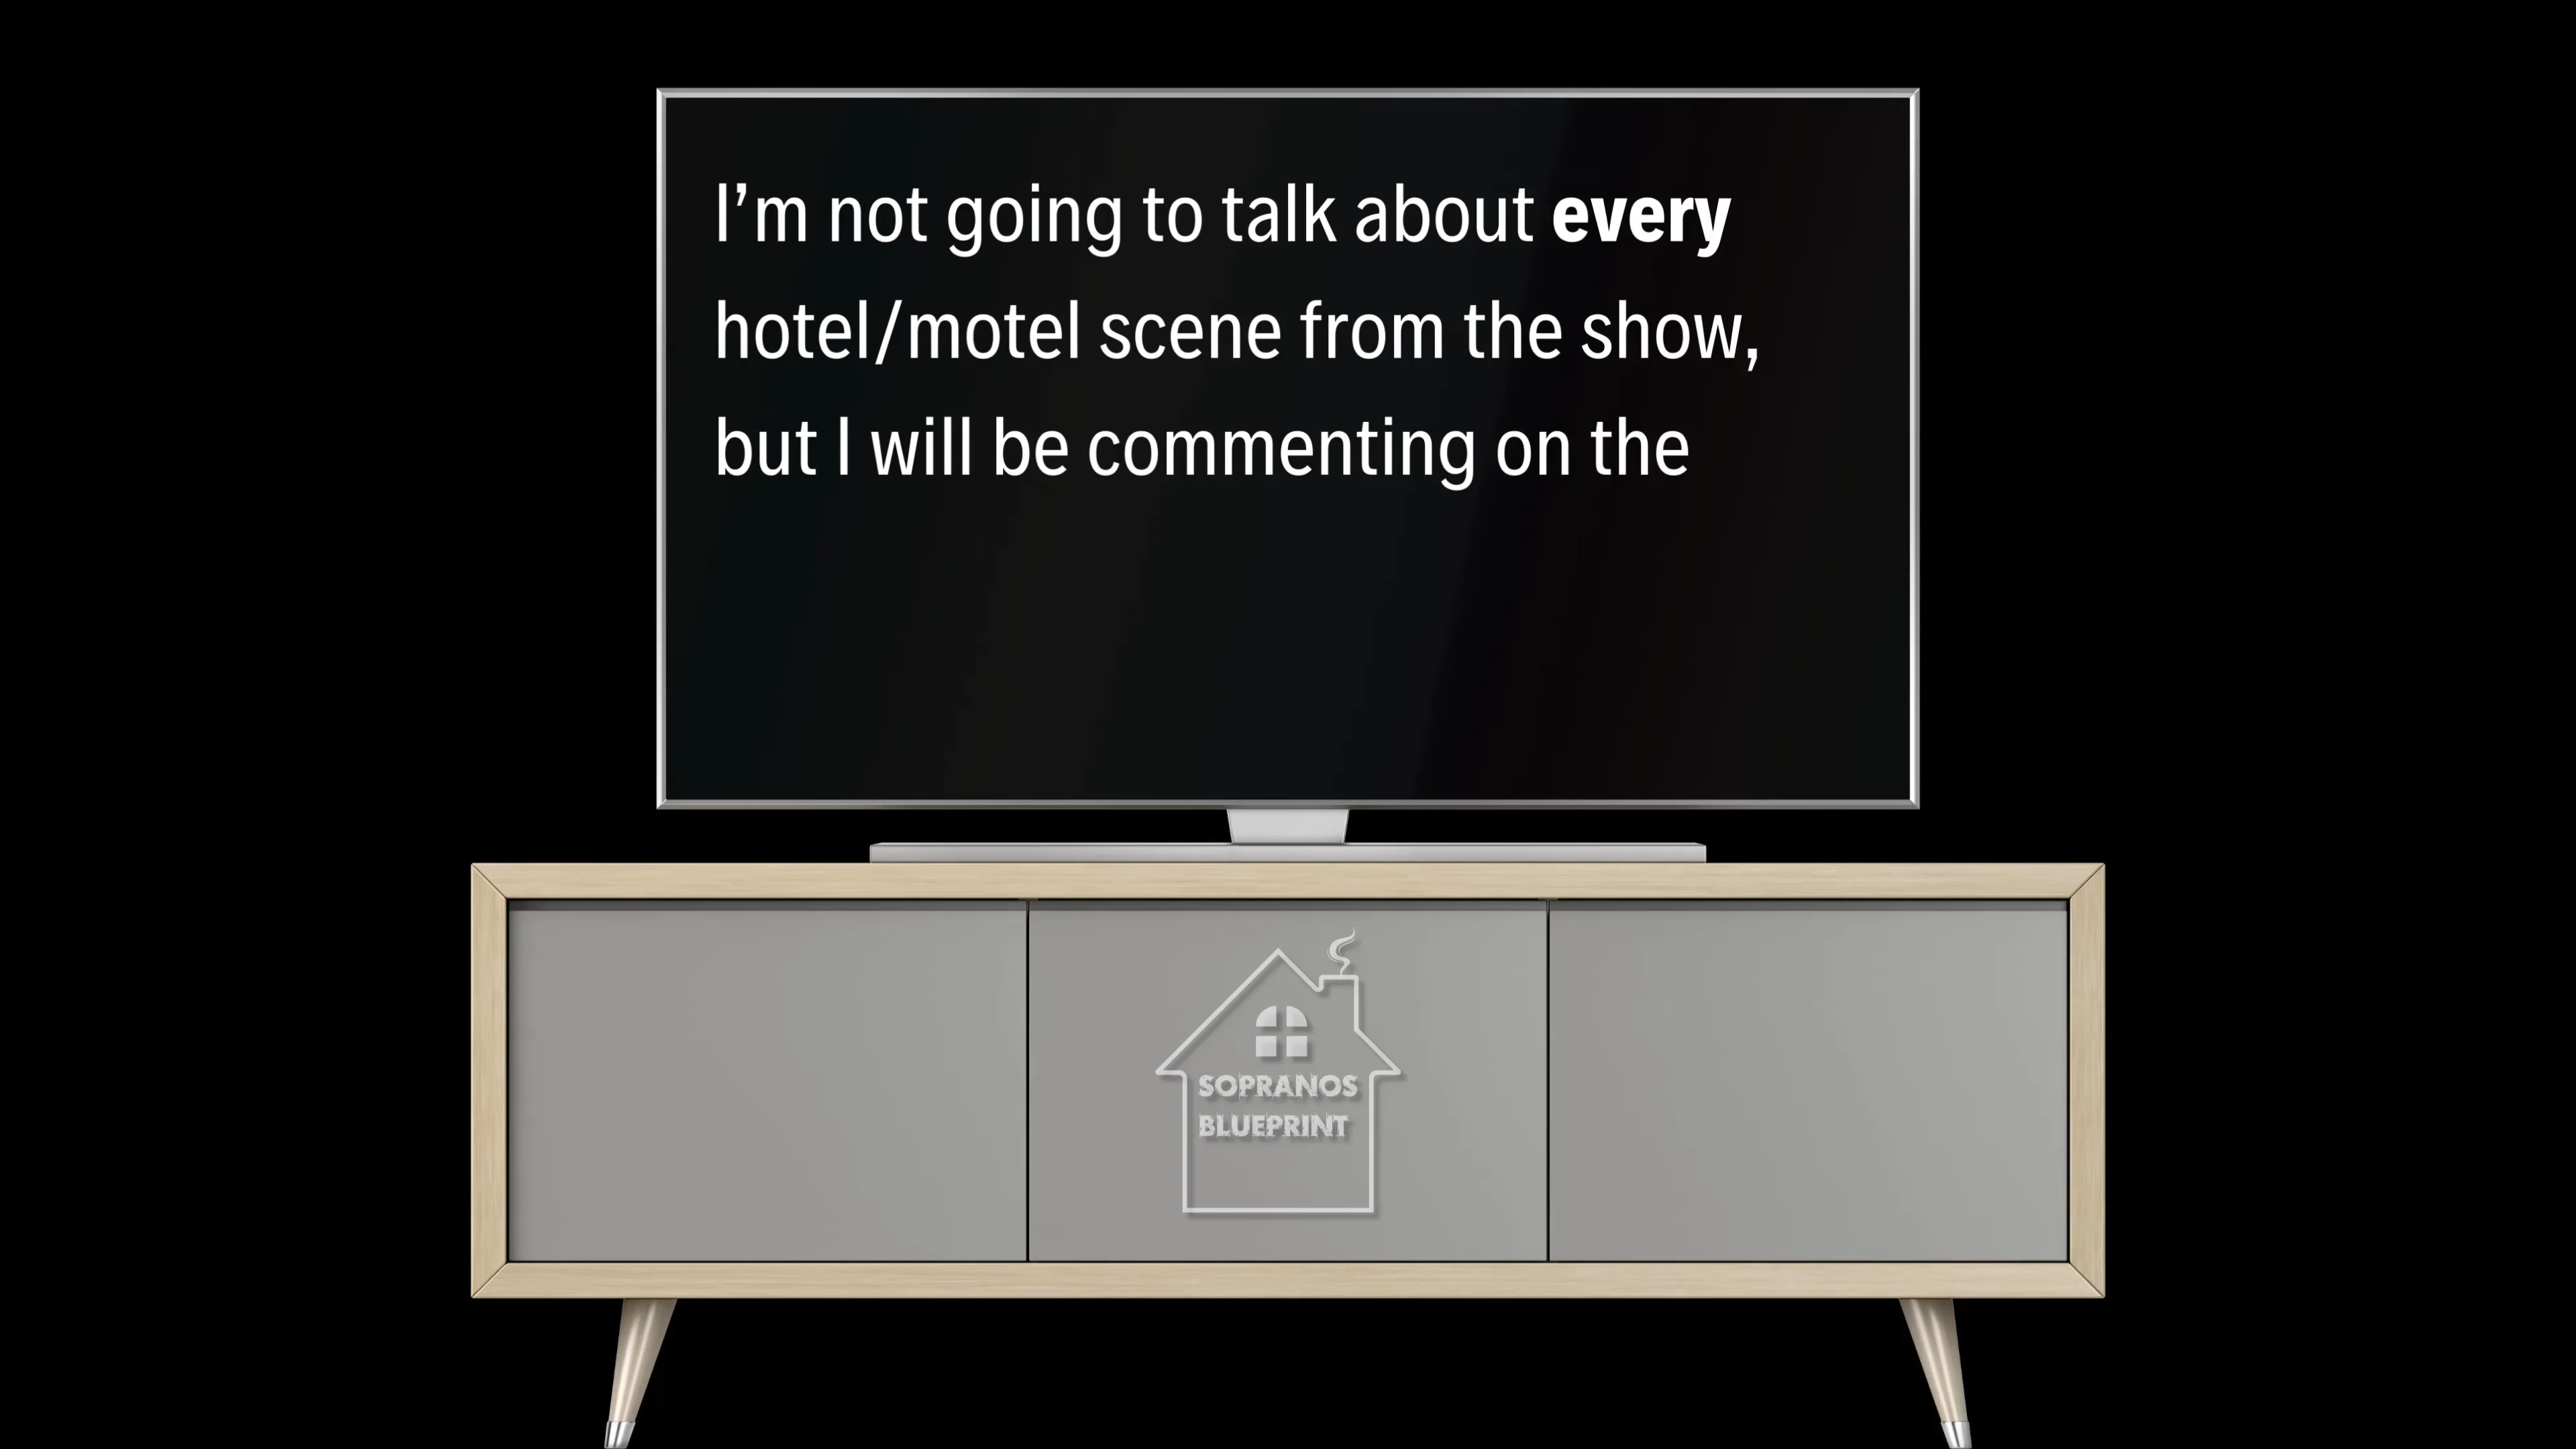 I’m not going to talk about every
hotel/motel scene from the show,
but I will be commenting on the
SOPRANOS
BLUEPRINT